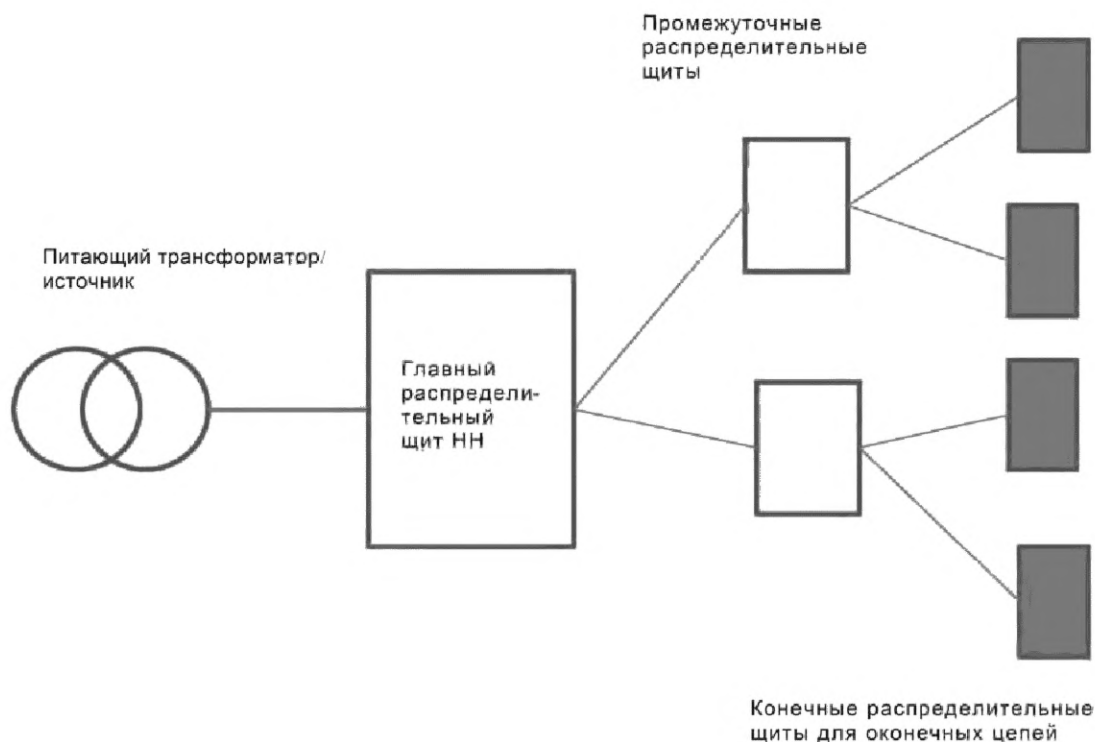 Промежуточные
распределительные
щиты
Питающий трансформатор/
источник
Главный
распредели-
тельный
щит НН
Конечные распределительные
щиты для оконечных цепей